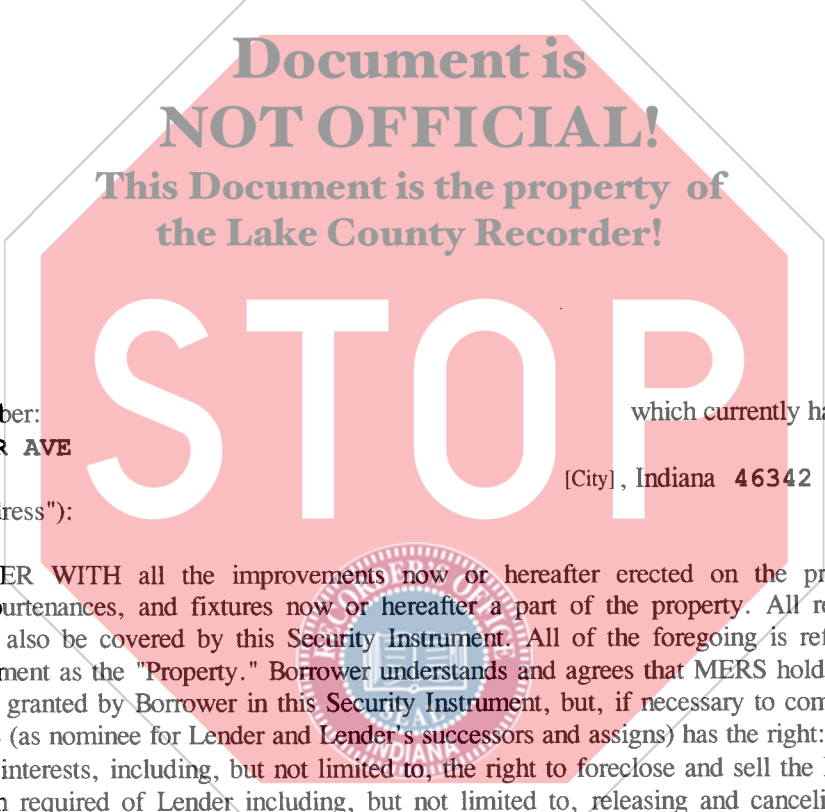 Document is
NOT OFFICIAL!
This Document is the property of
the Lake County Recorder!
STOP
ber: which currently ha
R AVE
[City], Indiana 46342
ress"):
ER WITH all the improvements now or hereafter erected on the pr
purtenances, and fixtures now or hereafter a part of the property. All re
also be covered by this Security Instrument. All of the foregoing is ref
ment as the "Property." Borrower understands and agrees that MERS hold
granted by Borrower in this Security Instrument, but, if necessary to com
(as nominee for Lender and Lender's successors and assigns) has the right:
interests, including, but not limited to, the right to foreclose and sell the
n required of Lender including, but not limited to, releasing and canceli
RECORDER'S OFFICE
SEAL
INDIANA